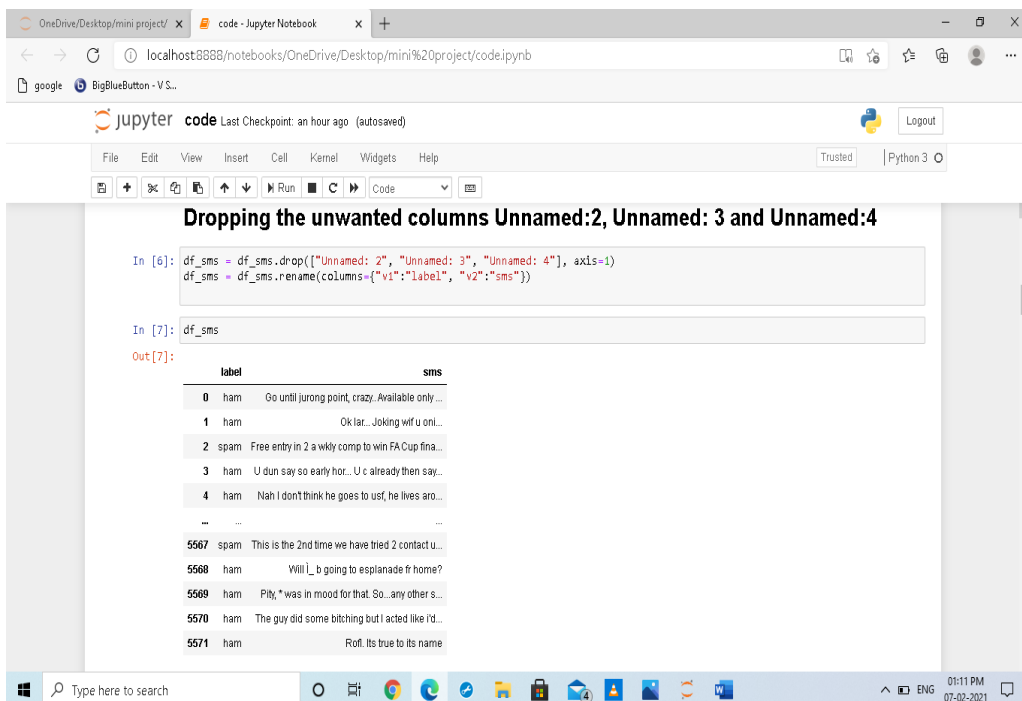 OneDrive/Desktop/mini project/
code - Jupyter Notebook
localhost:8888/notebooks/OneDrive/Desktop/mini%20project/code.ipynb
google
BigBlueButton - V S...
jupyter code Last Checkpoint: an hour ago (autosaved)
Logout
File Edit View Insert Cell Kernel Widgets Help
Trusted
Python 3
Run
Code
Dropping the unwanted columns Unnamed:2, Unnamed: 3 and Unnamed:4
In [6]: df_sms = df_sms.drop(["Unnamed: 2", "Unnamed: 3", "Unnamed: 4"], axis=1)
df_sms = df_sms.rename(columns={"v1":"label", "v2":"sms"})
In [7]: df_sms
Out[7]:
label sms
0 ham Go until jurong point, crazy.. Available only ...
1 ham Ok lar... Joking wif u oni...
2 spam Free entry in 2 a wkly comp to win FA Cup fina...
3 ham U dun say so early hor... U c already then say...
4 ham Nah I don't think he goes to usf, he lives aro...
... ... ...
5567 spam This is the 2nd time we have tried 2 contact u...
5568 ham Will Ì_ b going to esplanade fr home?
5569 ham Pity, * was in mood for that. So...any other s...
5570 ham The guy did some bitching but I acted like i'd...
5571 ham Rofl. Its true to its name
Type here to search
4
ENG
01:11 PM
07-02-2021